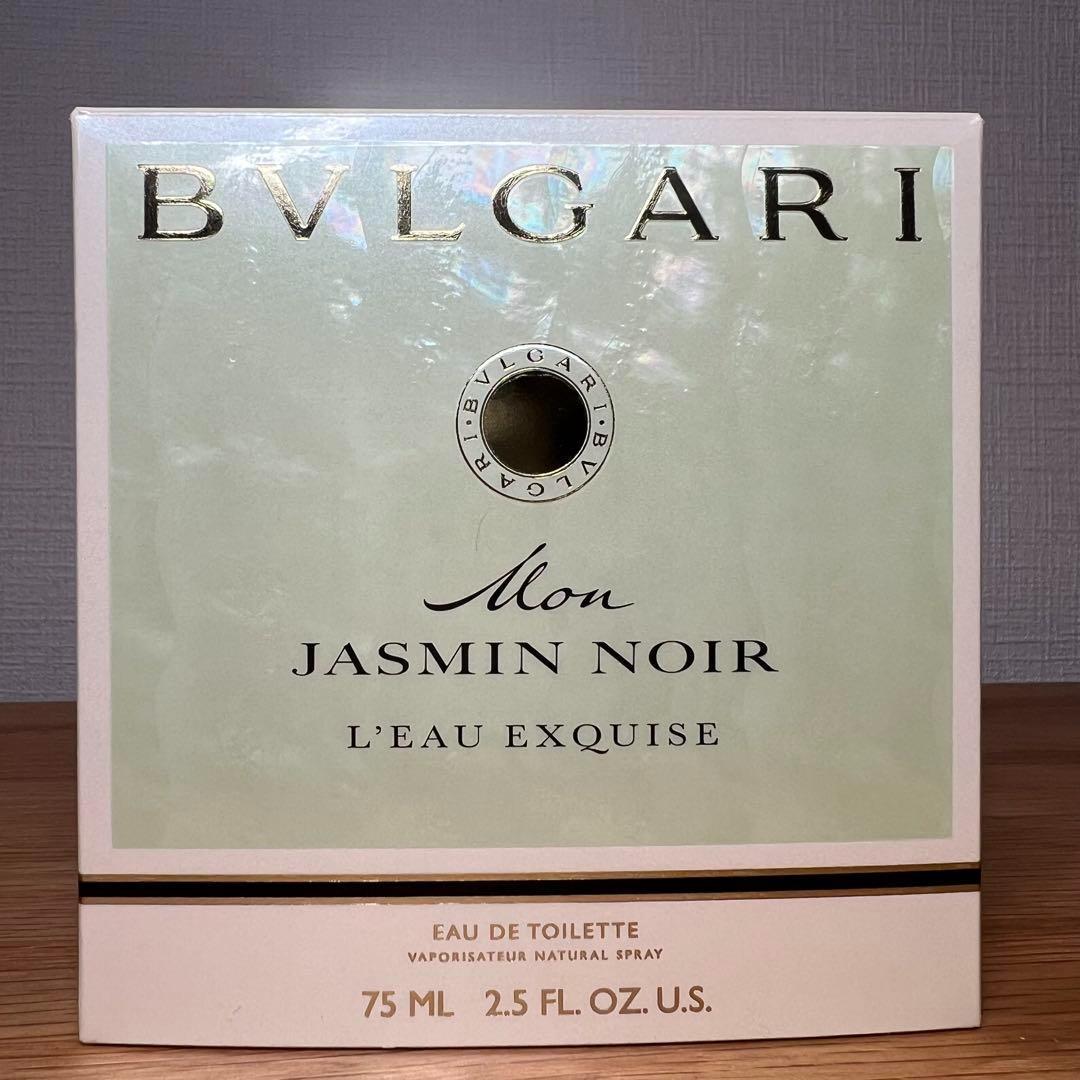 BVLGARI
BVLGARI·BVLGARI·
Mon
JASMIN NOIR
L'EAU EXQUISE
EAU DE TOILETTE
VAPORISATEUR NATURAL SPRAY
75 ML 2.5 FL. OZ. U.S.